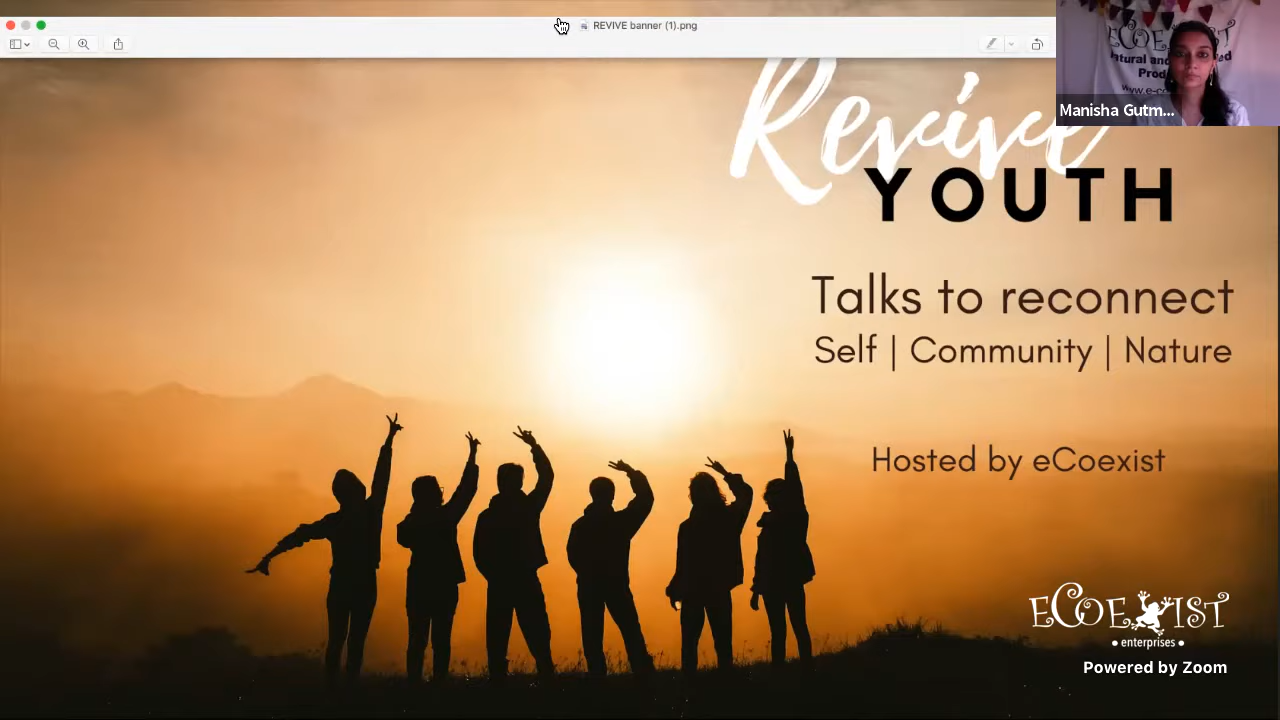 REVIVE banner (1).png
ECOEXIST
Manisha Gutm...
Revive
YOUTH
Talks to reconnect
Self | Community | Nature
Hosted by eCoexist
eCOEXIST
• enterprises •
Powered by Zoom